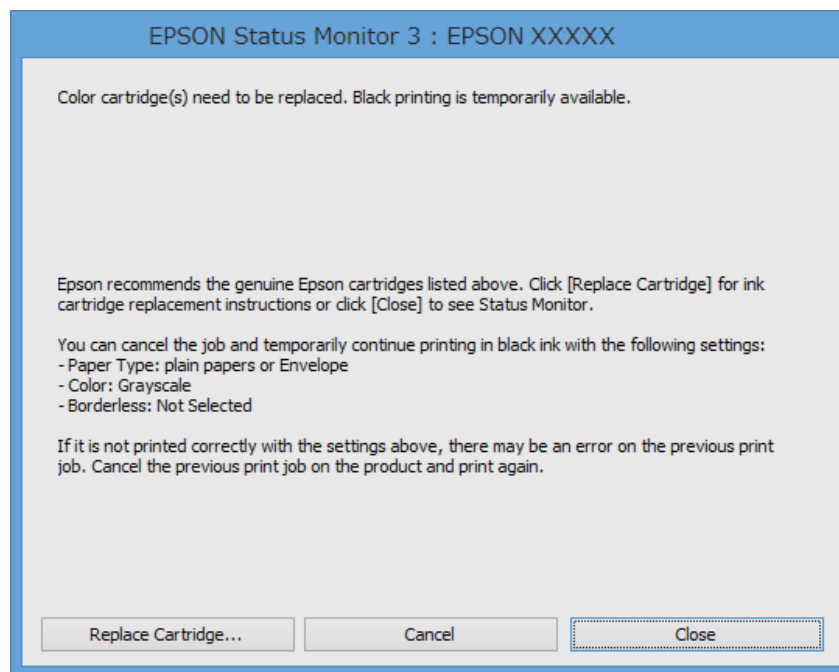 EPSON Status Monitor 3 : EPSON XXXXX
Color cartridge(s) need to be replaced. Black printing is temporarily available.
Epson recommends the genuine Epson cartridges listed above. Click [Replace Cartridge] for ink
cartridge replacement instructions or click [Close] to see Status Monitor.
You can cancel the job and temporarily continue printing in black ink with the following settings:
- Paper Type: plain papers or Envelope
- Color: Grayscale
- Borderless: Not Selected
If it is not printed correctly with the settings above, there may be an error on the previous print
job. Cancel the previous print job on the product and print again.
Replace Cartridge... Cancel Close